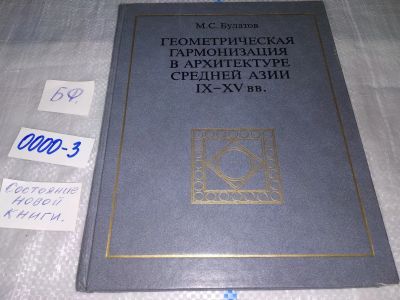 М.С. Булатов
ГЕОМЕТРИЧЕСКАЯ
ГАРМОНИЗАЦИЯ
В АРХИТЕКТУРЕ
СРЕДНЕЙ АЗИИ
IX–XV вв.
БФ.
0000-3
Состояние
новой
книги.